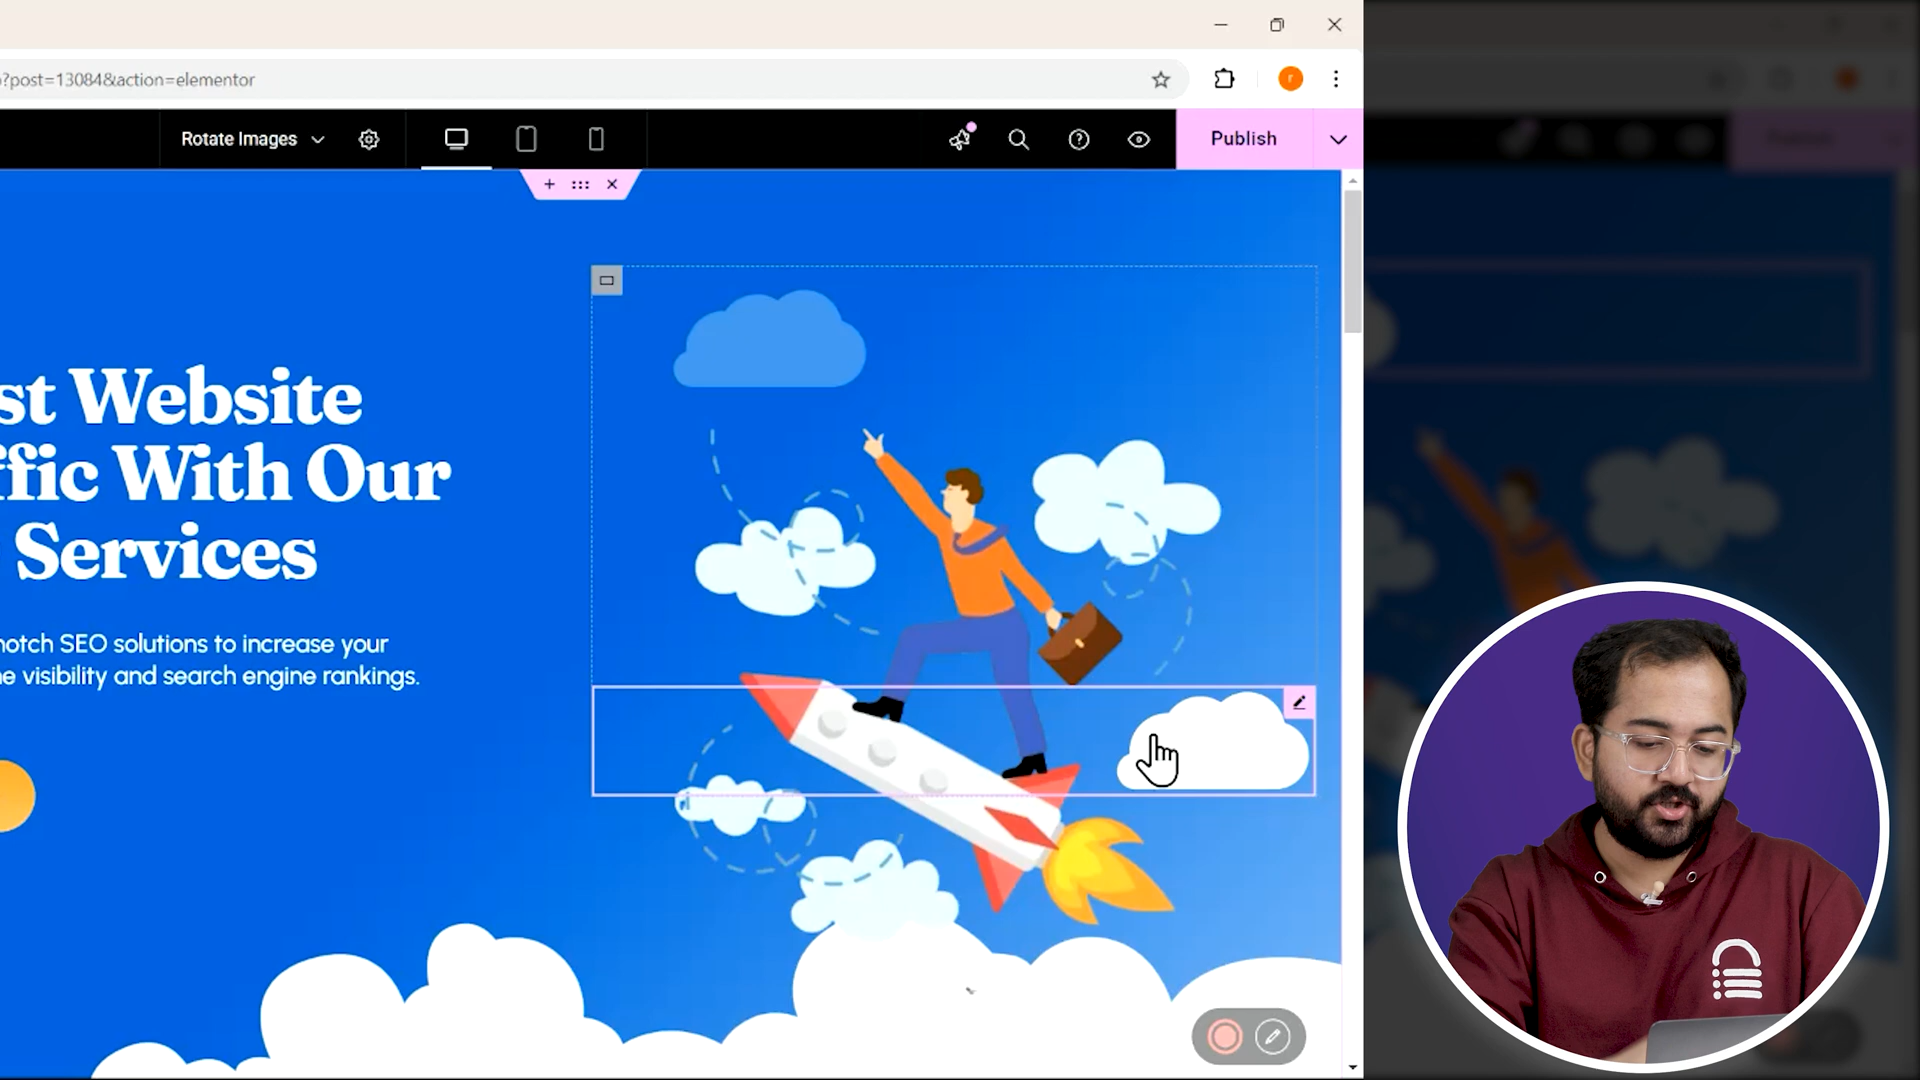 ?post=13084&action=elementor
r
Rotate Images
Publish
st Website
ffic With Our
Services
notch SEO solutions to increase your
e visibility and search engine rankings.